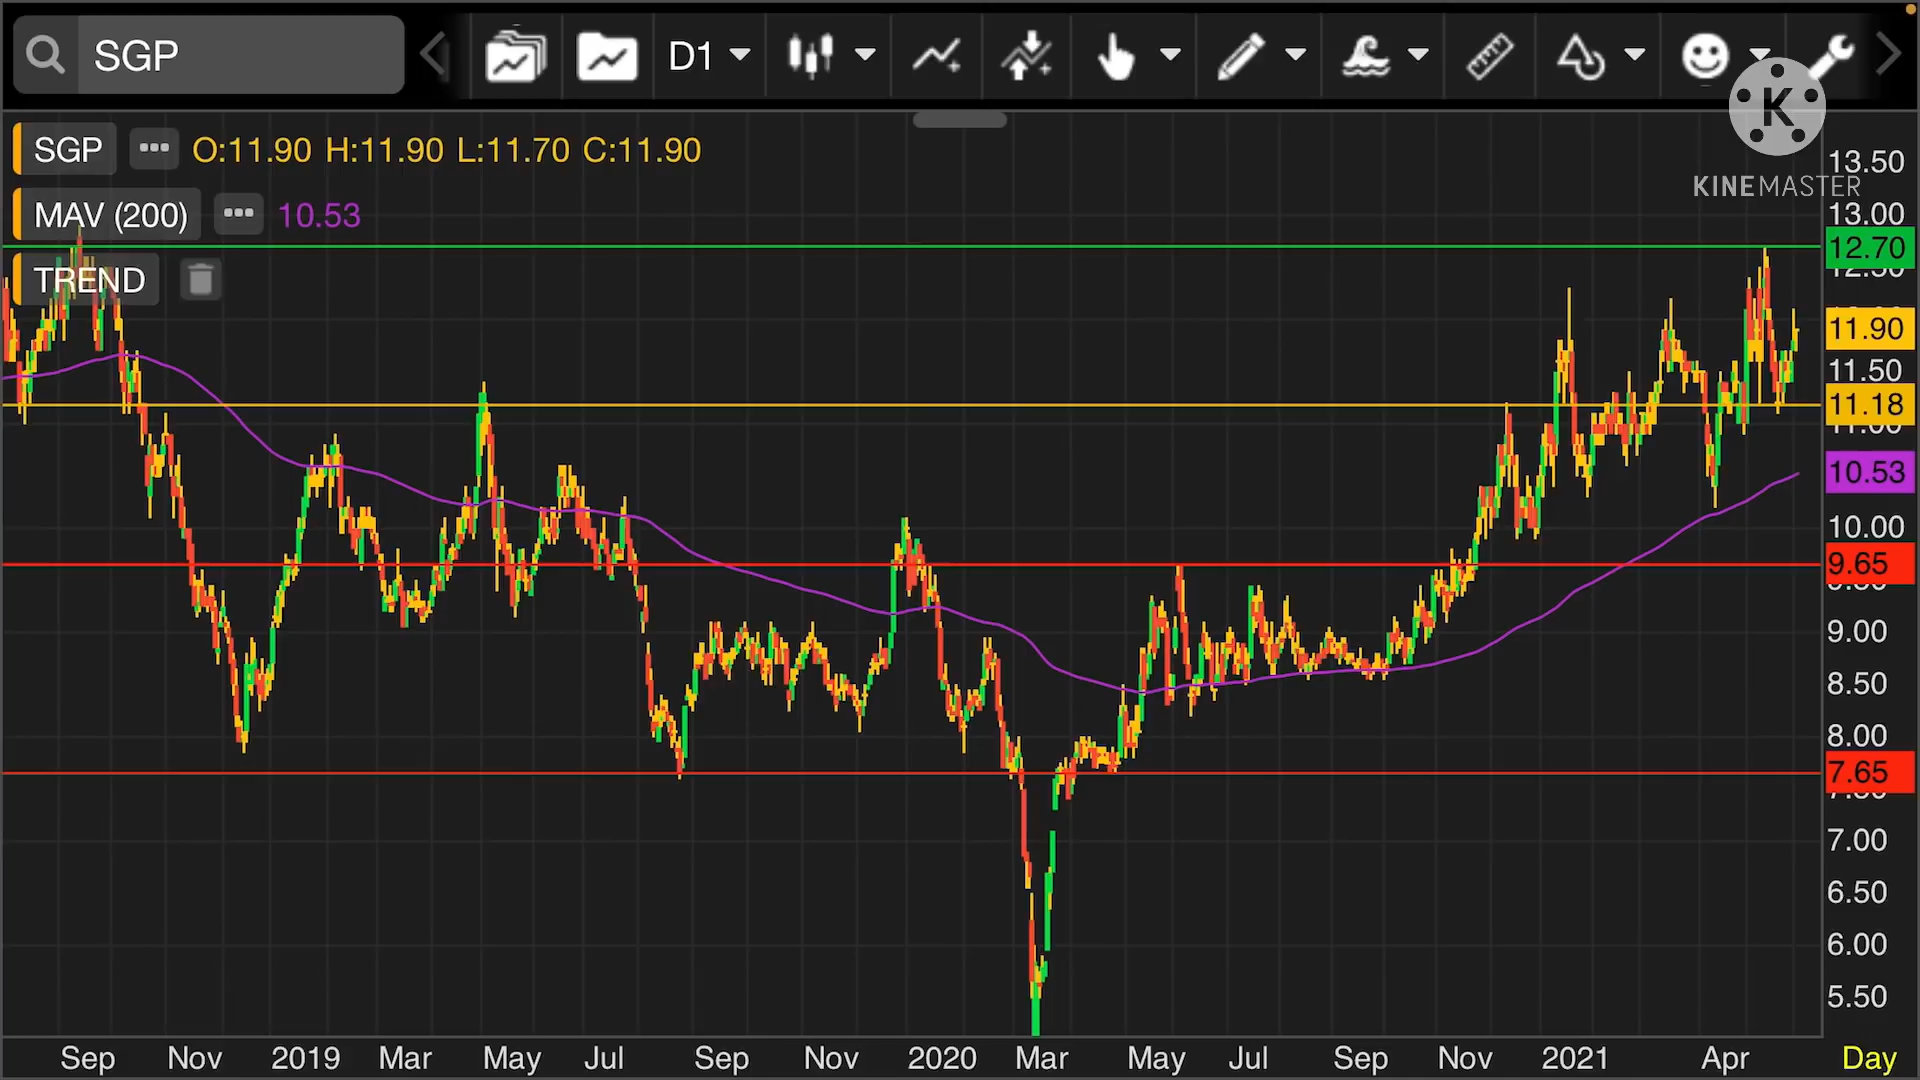 SGP
D1
SGP ... O:11.90 H:11.90 L:11.70 C:11.90
MAV (200) ... 10.53
TREND
K
KINEMASTER
13.50
13.00
12.70
11.90
11.50
11.18
10.53
10.00
9.65
9.00
8.50
8.00
7.65
7.00
6.50
6.00
5.50
Sep Nov 2019 Mar May Jul Sep Nov 2020 Mar May Jul Sep Nov 2021 Apr Day